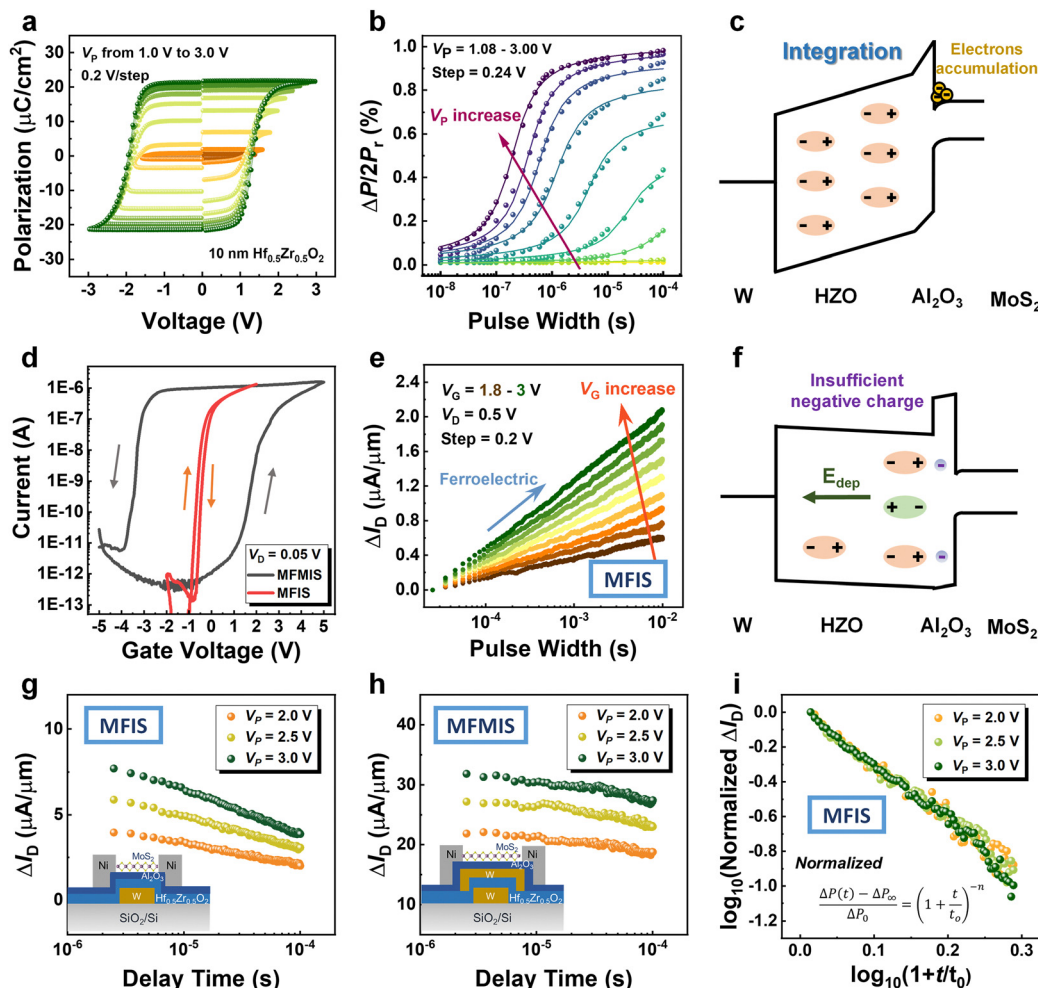 a
V_P from 1.0 V to 3.0 V
0.2 V/step
10 nm Hf0.5Zr0.5O2
Polarization (μC/cm²)
30
20
10
0
-10
-20
-30
-3 -2 -1 0 0 1 2 3
Voltage (V)
b
V_P = 1.08 - 3.00 V
Step = 0.24 V
V_P increase
ΔP/2P_r (%)
1.0
0.8
0.6
0.4
0.2
0.0
10^-8 10^-7 10^-6 10^-5 10^-4
Pulse Width (s)
c
Integration
Electrons
accumulation
W HZO Al2O3 MoS2
d
Current (A)
1E-6
1E-7
1E-8
1E-9
1E-10
1E-11
1E-12
1E-13
V_D = 0.05 V
MFMIS
MFIS
-5 -4 -3 -2 -1 0 1 2 3 4 5
Gate Voltage (V)
e
V_G = 1.8 - 3 V
V_D = 0.5 V
Step = 0.2 V
V_G increase
Ferroelectric
MFIS
ΔI_D (μA/μm)
2.4
2.0
1.6
1.2
0.8
0.4
0.0
10^-4 10^-3 10^-2
Pulse Width (s)
f
Insufficient
negative charge
E_dep
W HZO Al2O3 MoS2
g
MFIS
V_P = 2.0 V
V_P = 2.5 V
V_P = 3.0 V
ΔI_D (μA/μm)
10
5
0
Ni MoS2 Ni
Al2O3
W
Hf0.5Zr0.5O2
SiO2/Si
10^-6 10^-5 10^-4
Delay Time (s)
h
MFMIS
V_P = 2.0 V
V_P = 2.5 V
V_P = 3.0 V
ΔI_D (μA/μm)
40
30
20
10
Ni MoS2 Ni
Al2O3
W
W
Hf0.5Zr0.5O2
SiO2/Si
10^-6 10^-5 10^-4
Delay Time (s)
i
V_P = 2.0 V
V_P = 2.5 V
V_P = 3.0 V
MFIS
Normalized
(ΔP(t) − ΔP∞)/ΔP0 = (1 + t/t_o)^−n
log10(Normalized ΔI_D)
0.0
-0.2
-0.4
-0.6
-0.8
-1.0
-1.2
0.0 0.1 0.2 0.3
log10(1+t/t0)